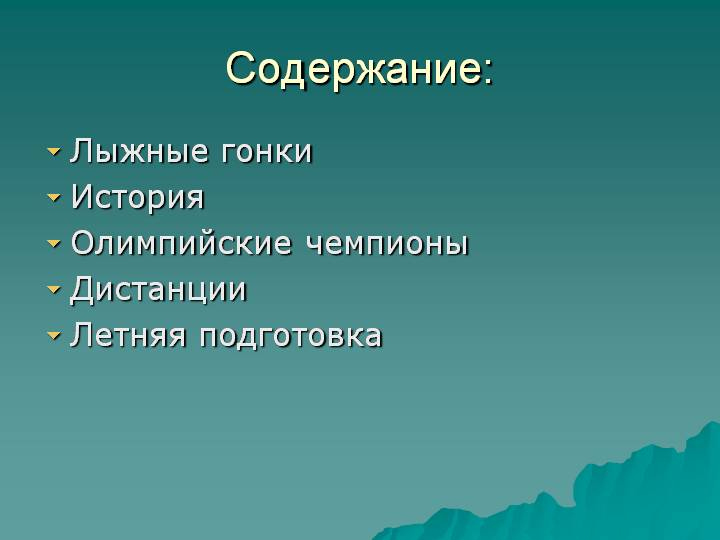 Содержание:
Лыжные гонки
История
Олимпийские чемпионы
Дистанции
Летняя подготовка